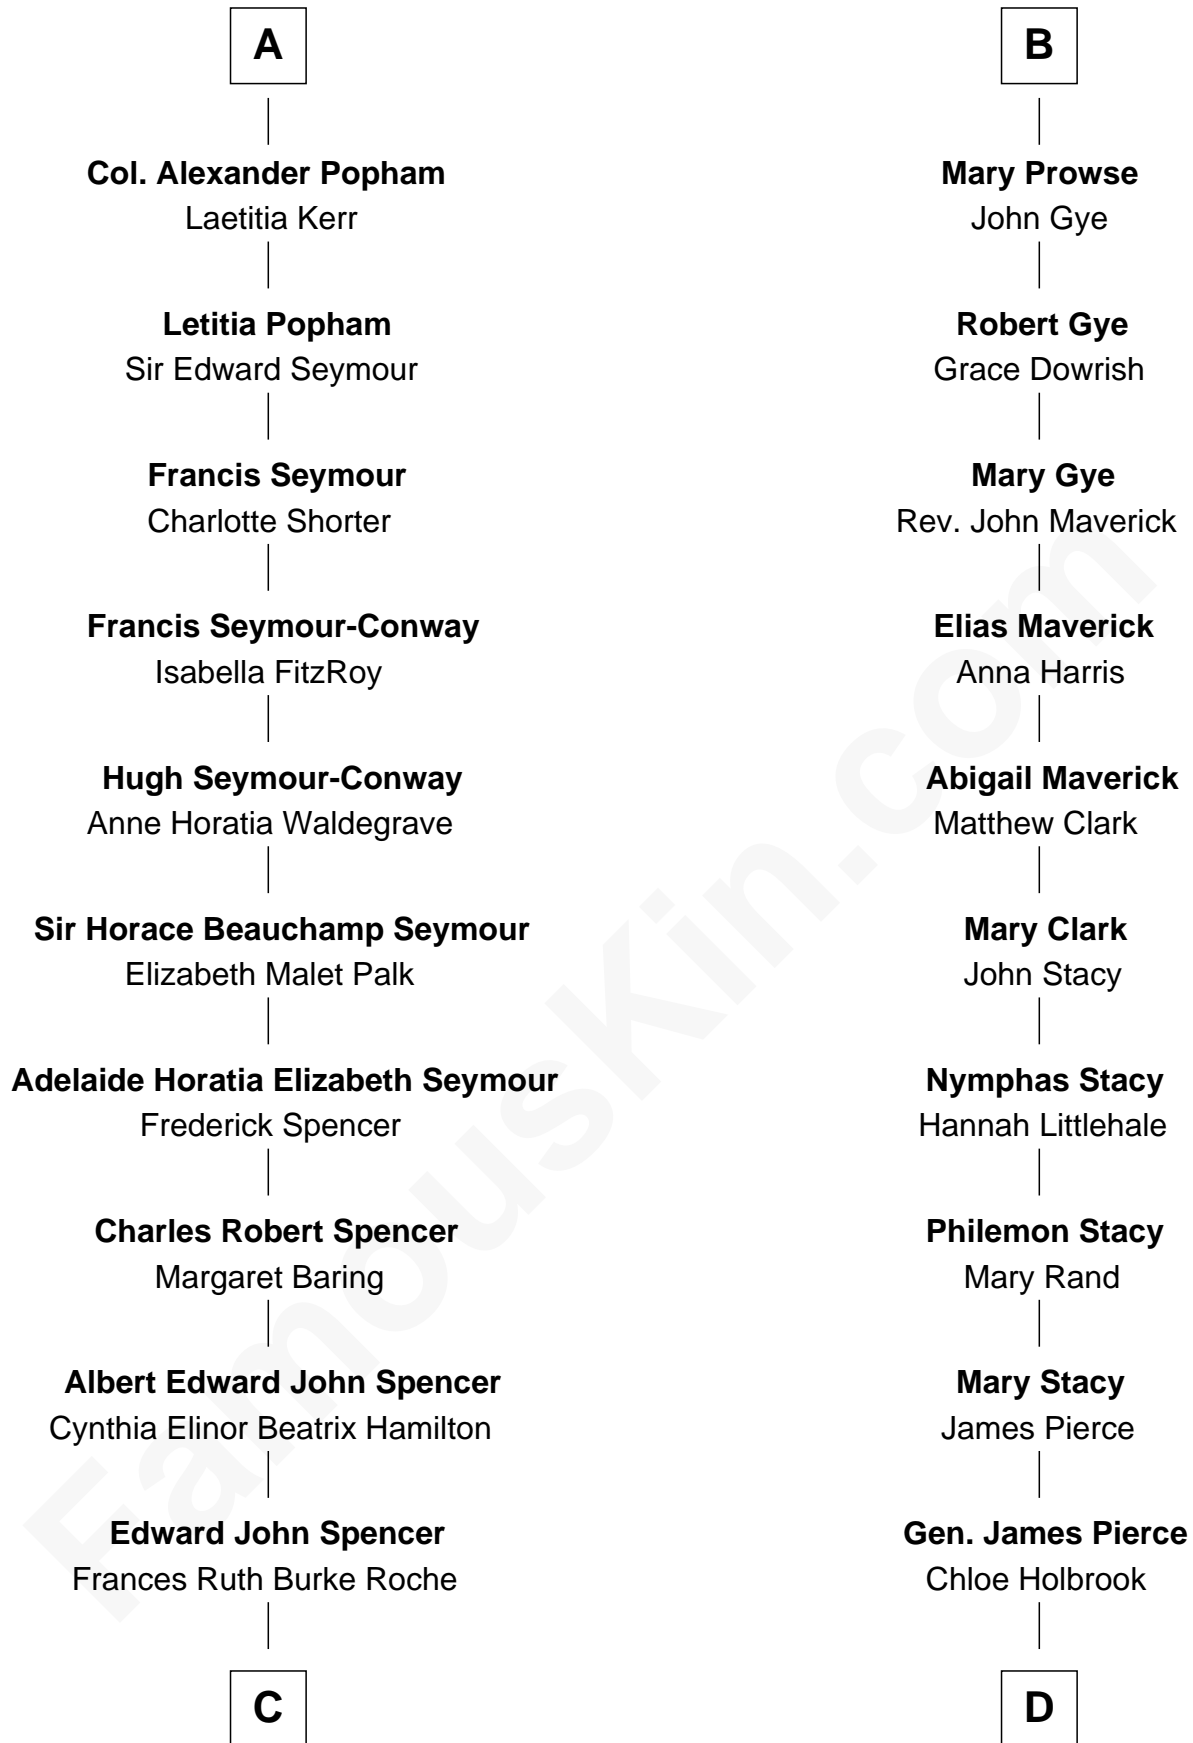 A
Col. Alexander Popham
Laetitia Kerr
Letitia Popham
Sir Edward Seymour
Francis Seymour
Charlotte Shorter
Francis Seymour-Conway
Isabella FitzRoy
Hugh Seymour-Conway
Anne Horatia Waldegrave
Sir Horace Beauchamp Seymour
Elizabeth Malet Palk
Adelaide Horatia Elizabeth Seymour
Frederick Spencer
Charles Robert Spencer
Margaret Baring
Albert Edward John Spencer
Cynthia Elinor Beatrix Hamilton
Edward John Spencer
Frances Ruth Burke Roche
C
B
Mary Prowse
John Gye
Robert Gye
Grace Dowrish
Mary Gye
Rev. John Maverick
Elias Maverick
Anna Harris
Abigail Maverick
Matthew Clark
Mary Clark
John Stacy
Nymphas Stacy
Hannah Littlehale
Philemon Stacy
Mary Rand
Mary Stacy
James Pierce
Gen. James Pierce
Chloe Holbrook
D
FamousKin.com